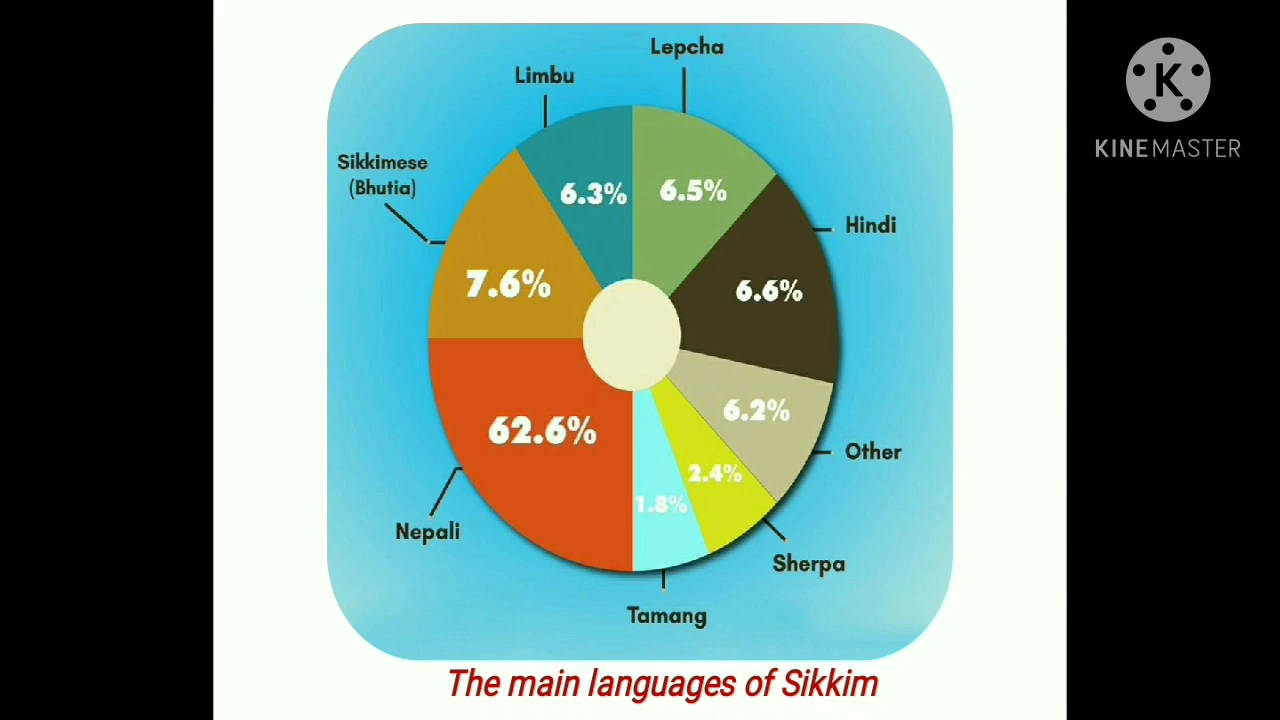 Lepcha
Limbu
Sikkimese
(Bhutia)
6.3%
6.5%
Hindi
7.6%
6.6%
62.6%
6.2%
Other
2.4%
1.8%
Nepali
Sherpa
Tamang
The main languages of Sikkim
K
KINEMASTER